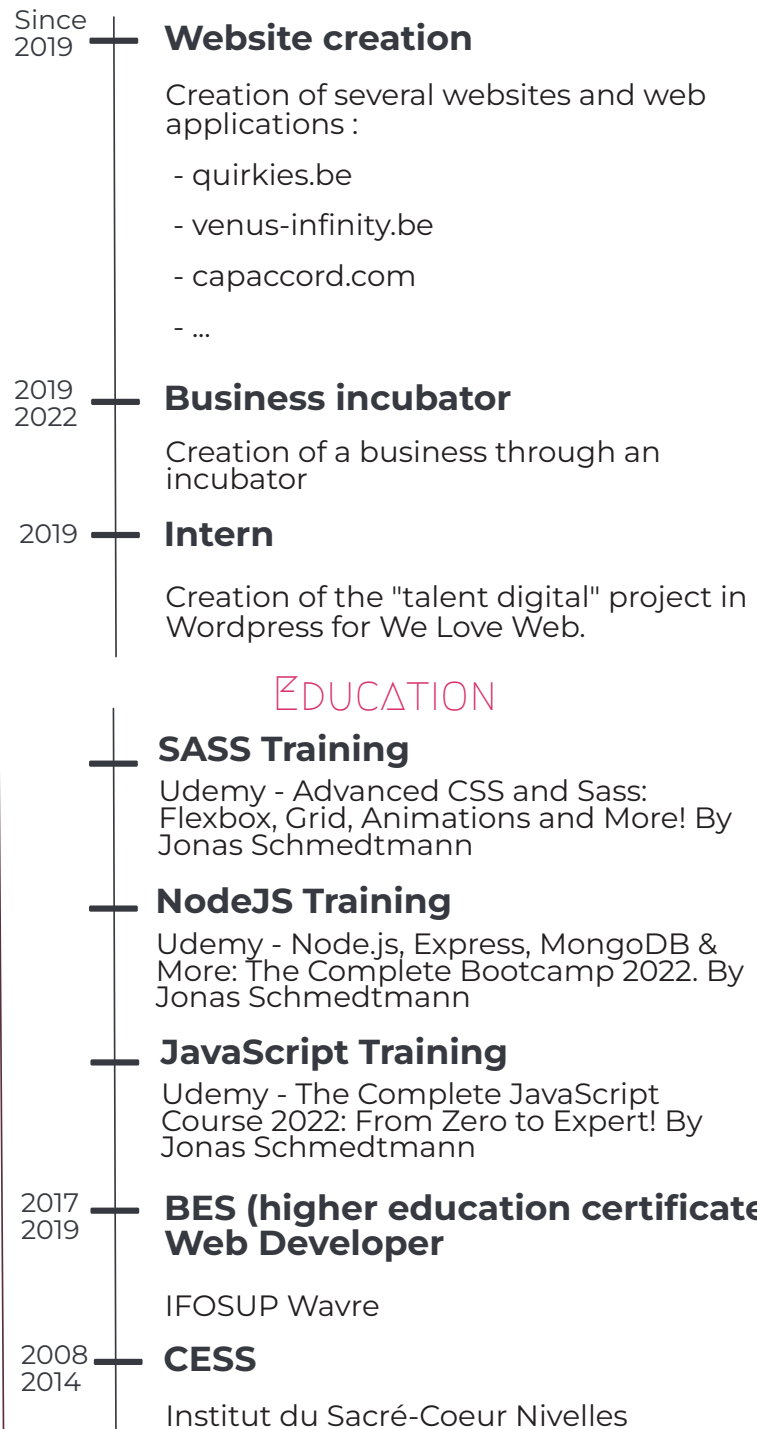 Since
2019
Website creation
Creation of several websites and web
applications :
- quirkies.be
- venus-infinity.be
- capaccord.com
- ...
2019
2022
Business incubator
Creation of a business through an
incubator
2019
Intern
Creation of the "talent digital" project in
Wordpress for We Love Web.
EDUCATION
SASS Training
Udemy - Advanced CSS and Sass:
Flexbox, Grid, Animations and More! By
Jonas Schmedtmann
NodeJS Training
Udemy - Node.js, Express, MongoDB &
More: The Complete Bootcamp 2022. By
Jonas Schmedtmann
JavaScript Training
Udemy - The Complete JavaScript
Course 2022: From Zero to Expert! By
Jonas Schmedtmann
2017
2019
BES (higher education certificate
Web Developer
IFOSUP Wavre
2008
2014
CESS
Institut du Sacré-Coeur Nivelles